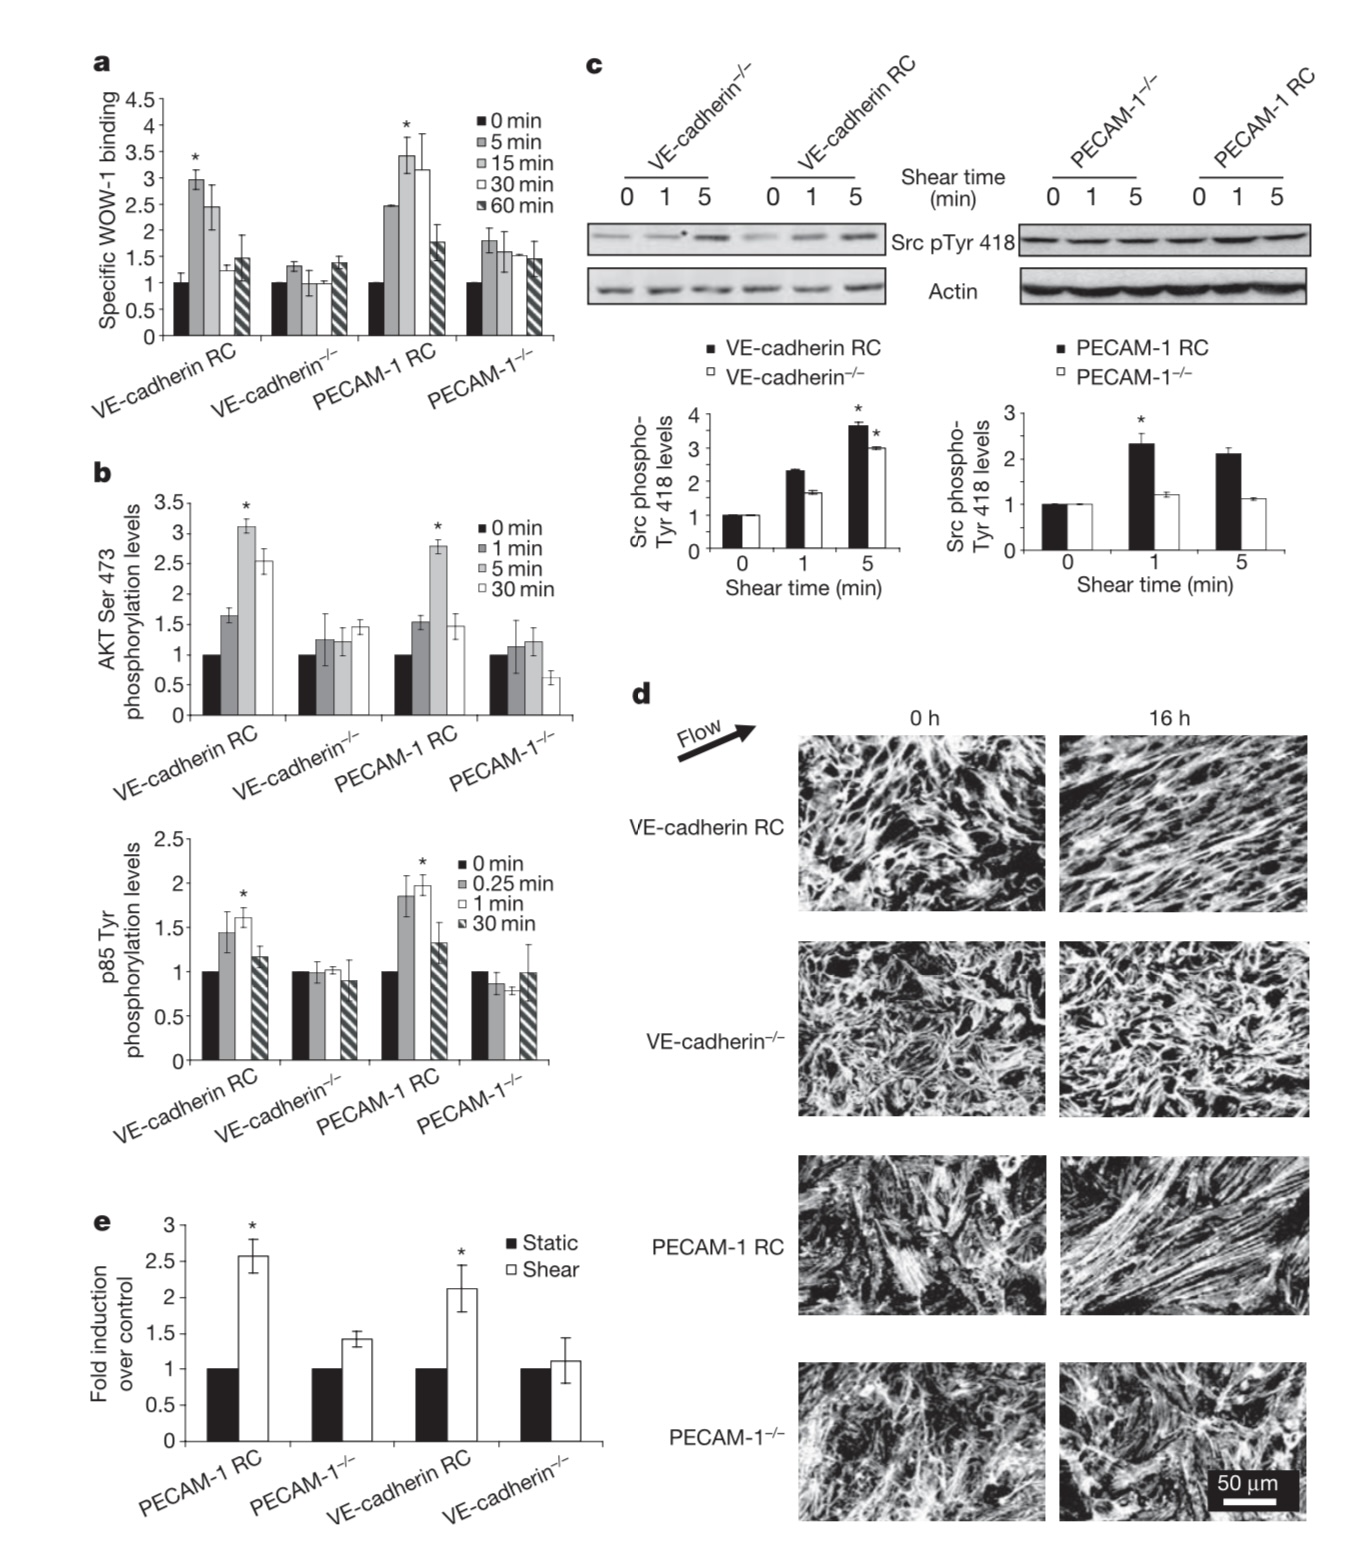 a
Specific WOW-1 binding
4.5
4
3.5
3
2.5
2
1.5
1
0.5
0
*
*
0 min
5 min
15 min
30 min
60 min
VE-cadherin RC
VE-cadherin–/–
PECAM-1 RC
PECAM-1–/–
b
AKT Ser 473
phosphorylation levels
3.5
3
2.5
2
1.5
1
0.5
0
*
*
0 min
1 min
5 min
30 min
VE-cadherin RC
VE-cadherin–/–
PECAM-1 RC
PECAM-1–/–
p85 Tyr
phosphorylation levels
2.5
2
1.5
1
0.5
0
*
*
0 min
0.25 min
1 min
30 min
VE-cadherin RC
VE-cadherin–/–
PECAM-1 RC
PECAM-1–/–
c
VE-cadherin–/–
VE-cadherin RC
PECAM-1–/–
PECAM-1 RC
0 1 5 0 1 5
Shear time
(min)
0 1 5 0 1 5
Src pTyr 418
Actin
VE-cadherin RC
VE-cadherin–/–
Src phospho-
Tyr 418 levels
4
3
2
1
0
*
*
0 1 5
Shear time (min)
PECAM-1 RC
PECAM-1–/–
Src phospho-
Tyr 418 levels
3
2
1
0
*
0 1 5
Shear time (min)
d
Flow
0 h
16 h
VE-cadherin RC
VE-cadherin–/–
PECAM-1 RC
PECAM-1–/–
50 µm
e
Fold induction
over control
3
2.5
2
1.5
1
0.5
0
*
*
Static
Shear
PECAM-1 RC
PECAM-1–/–
VE-cadherin RC
VE-cadherin–/–